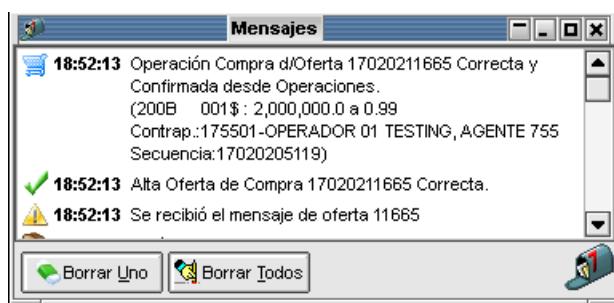 Mensajes
18:52:13 Operación Compra d/Oferta 17020211665 Correcta y
Confirmada desde Operaciones.
(200B 001$ : 2,000,000.0 a 0.99
Contrap.:175501-OPERADOR 01 TESTING, AGENTE 755
Secuencia:17020205119)
18:52:13 Alta Oferta de Compra 17020211665 Correcta.
18:52:13 Se recibió el mensaje de oferta 11665
Borrar Uno
Borrar Todos